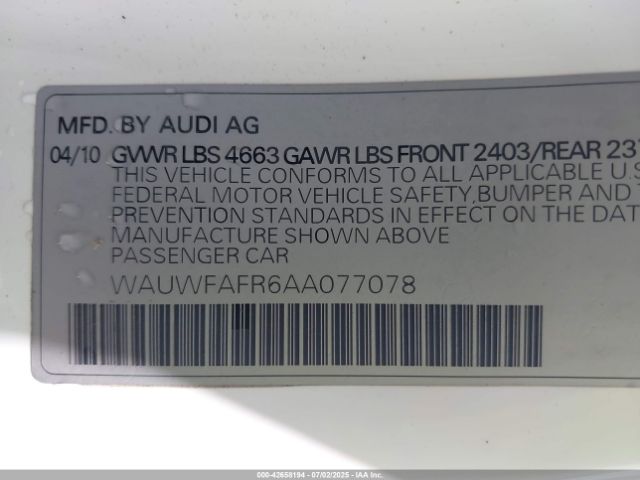 MFD. BY AUDI AG
04/10 GVWR LBS 4663 GAWR LBS FRONT 2403/REAR
THIS VEHICLE CONFORMS TO ALL APPLICABLE U.S
FEDERAL MOTOR VEHICLE SAFETY,BUMPER AND
PREVENTION STANDARDS IN EFFECT ON THE DAT
MANUFACTURE SHOWN ABOVE
PASSENGER CAR
WAUWFAFR6AA077078
000-42658194 - 07/02/2025 - IAA Inc.